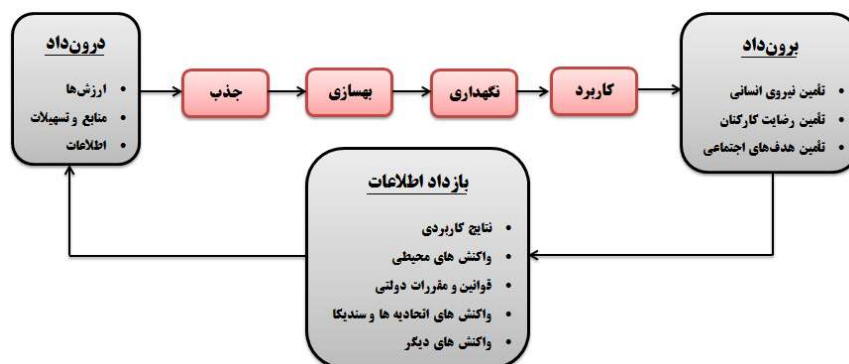 درون‌داد
ارزش‌ها
منابع و تسهیلات
اطلاعات
جذب
بهسازی
نگهداری
کاربرد
برون‌داد
تأمین نیروی انسانی
تأمین رضایت کارکنان
تأمین هدف‌های اجتماعی
بازداد اطلاعات
نتایج کاربردی
واکنش های محیطی
قوانین و مقررات دولتی
واکنش های اتحادیه ها و سندیکا
واکنش های دیگر